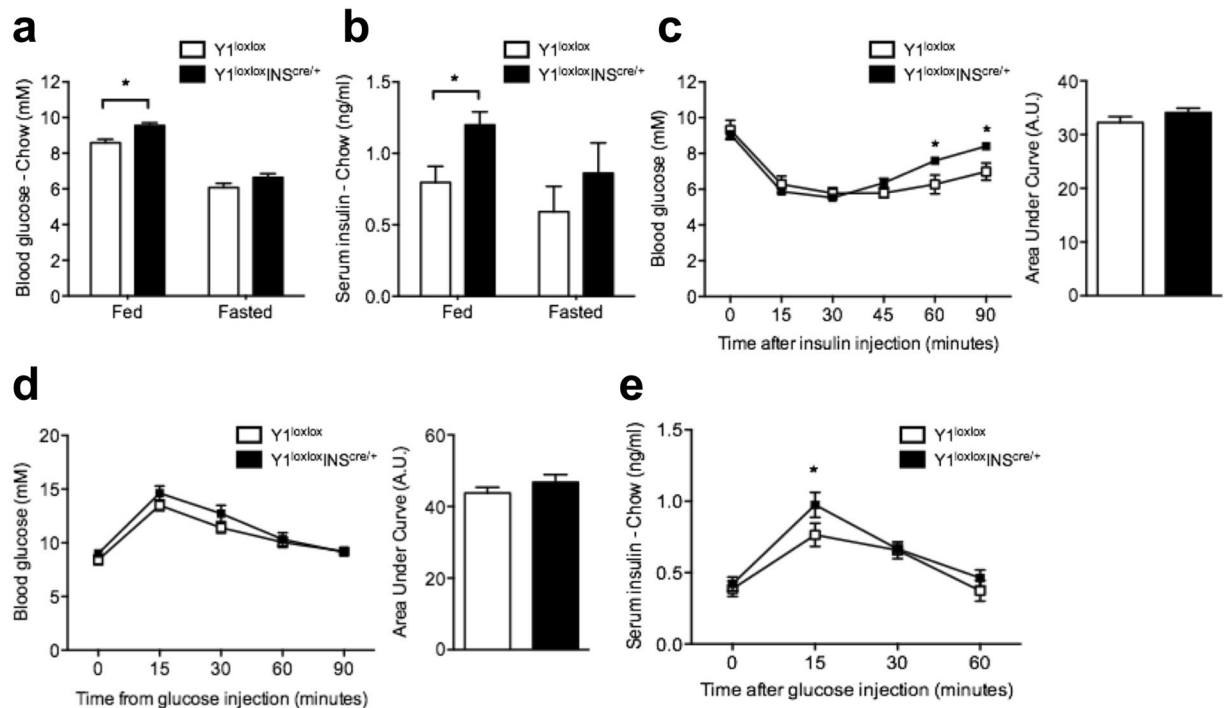 a
Y1loxlox
Y1loxloxINScre/+
Blood glucose - Chow (mM)
12
10
8
6
4
2
0
*
Fed
Fasted
b
Y1loxlox
Y1loxloxINScre/+
Serum insulin - Chow (ng/ml)
1.5
1.0
0.5
0.0
*
Fed
Fasted
c
Y1loxlox
Y1loxloxINScre/+
Blood glucose (mM)
12
10
8
6
4
2
0
*
*
0 15 30 45 60 90
Time after insulin injection (minutes)
Area Under Curve (A.U.)
40
30
20
10
0
d
Y1loxlox
Y1loxloxINScre/+
Blood glucose (mM)
20
15
10
5
0
0 15 30 60 90
Time from glucose injection (minutes)
Area Under Curve (A.U.)
60
40
20
0
e
Y1loxlox
Y1loxloxINScre/+
Serum insulin - Chow (ng/ml)
1.5
1.0
0.5
0.0
*
0 15 30 60
Time after glucose injection (minutes)